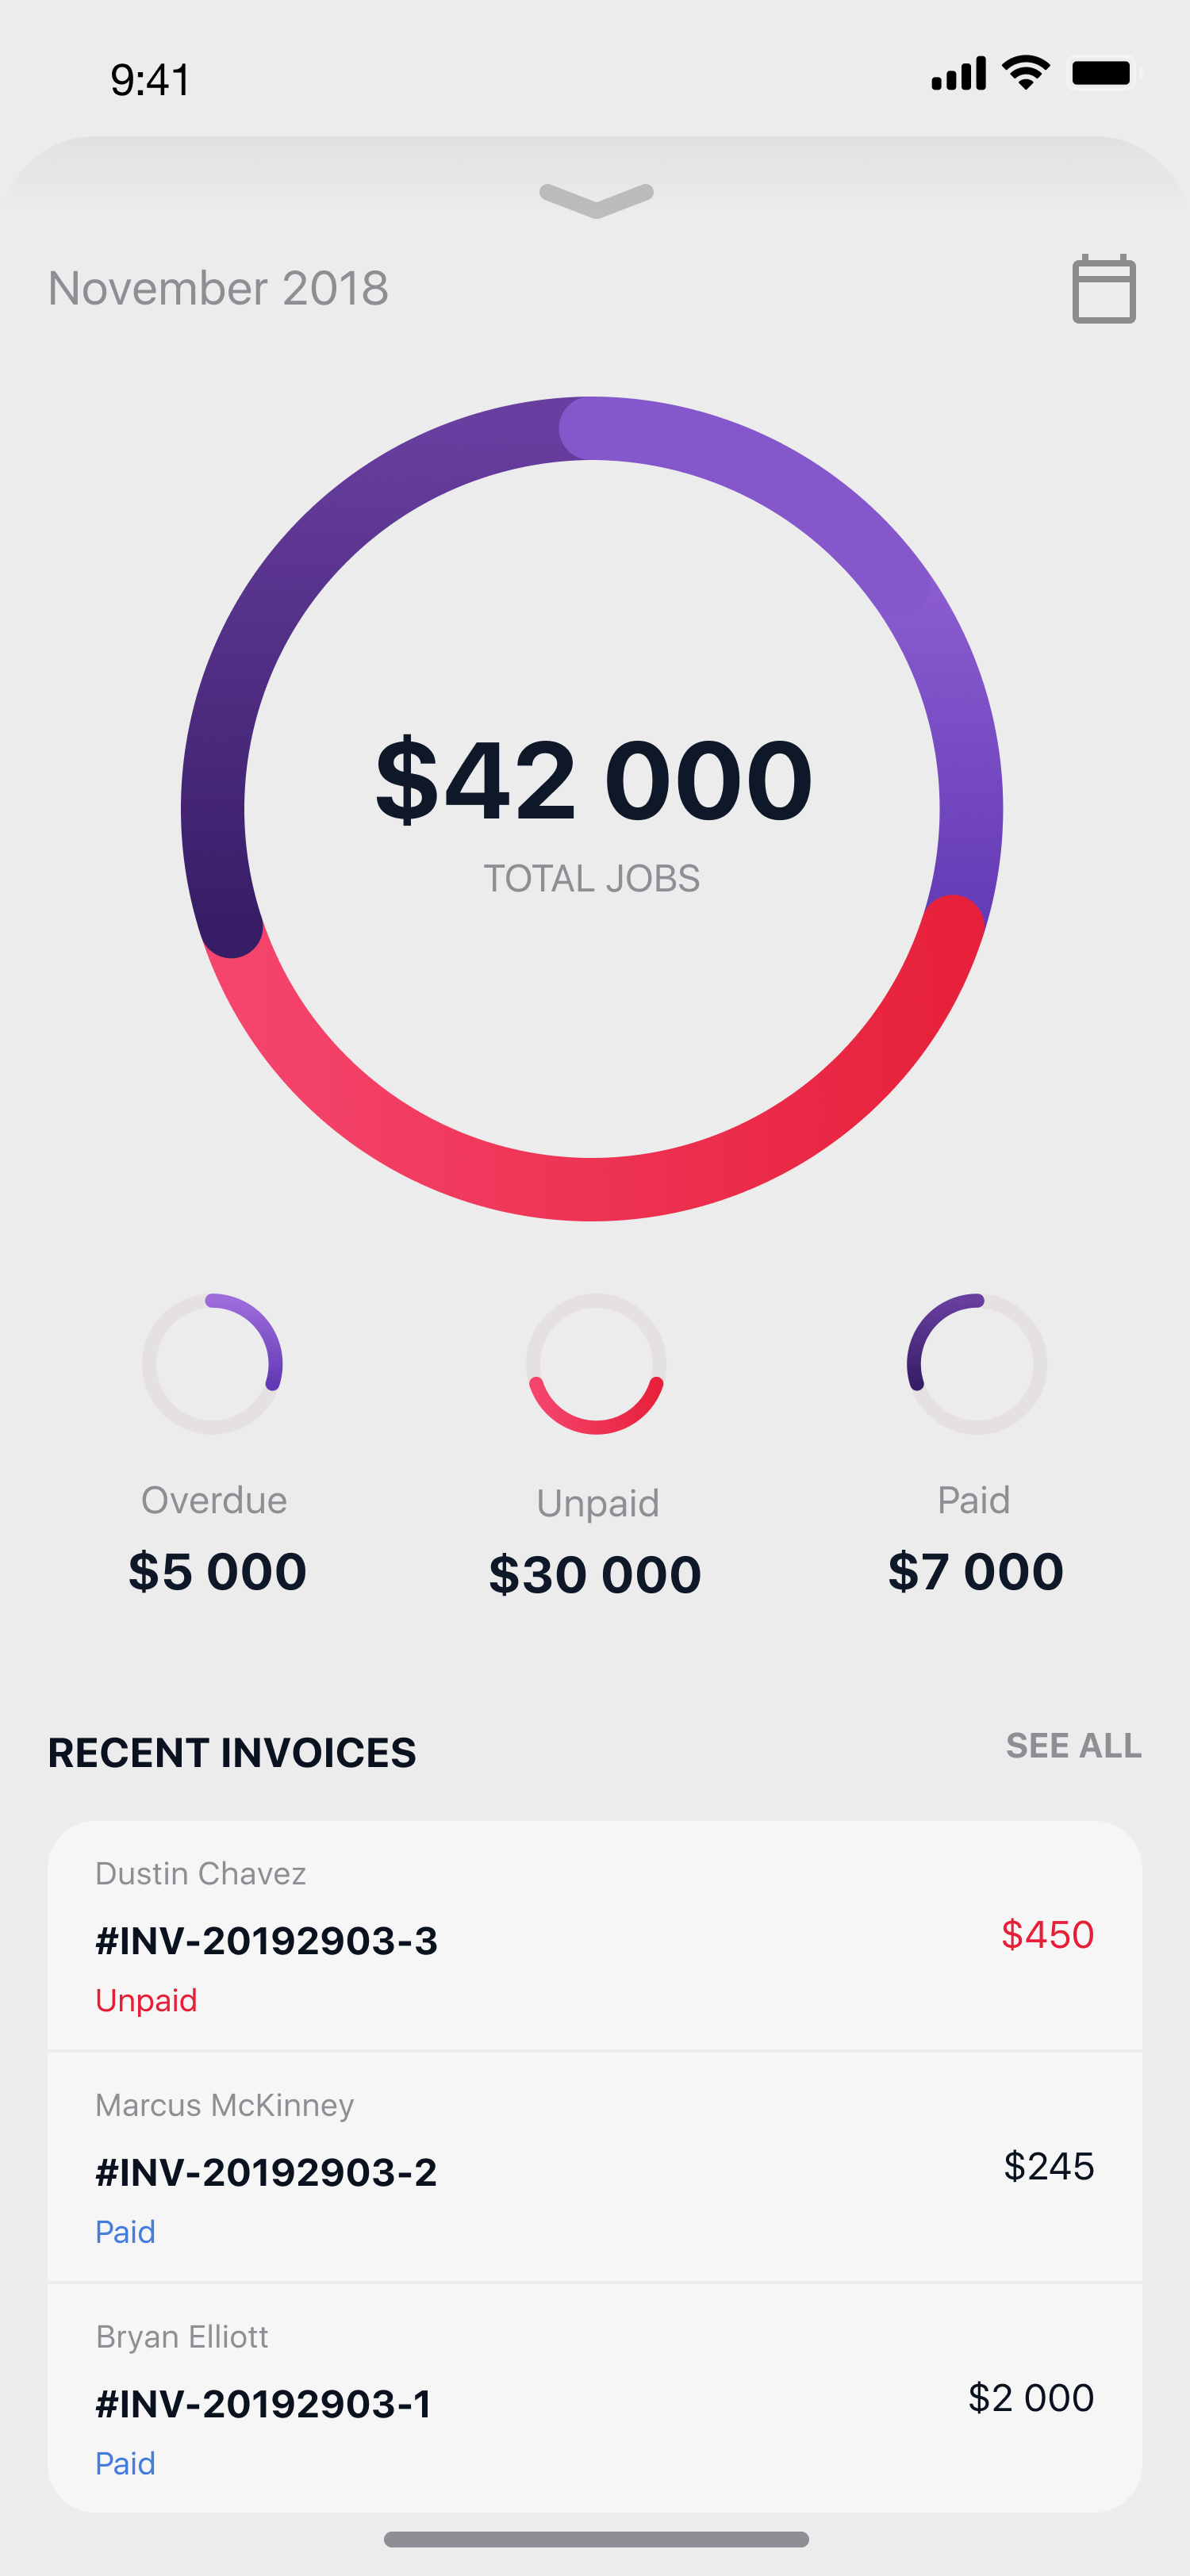 9:41
November 2018
$42 000
TOTAL JOBS
Overdue
Unpaid
Paid
$5 000
$30 000
$7 000
RECENT INVOICES
SEE ALL
Dustin Chavez
#INV-20192903-3
$450
Unpaid
Marcus McKinney
#INV-20192903-2
$245
Paid
Bryan Elliott
#INV-20192903-1
$2 000
Paid